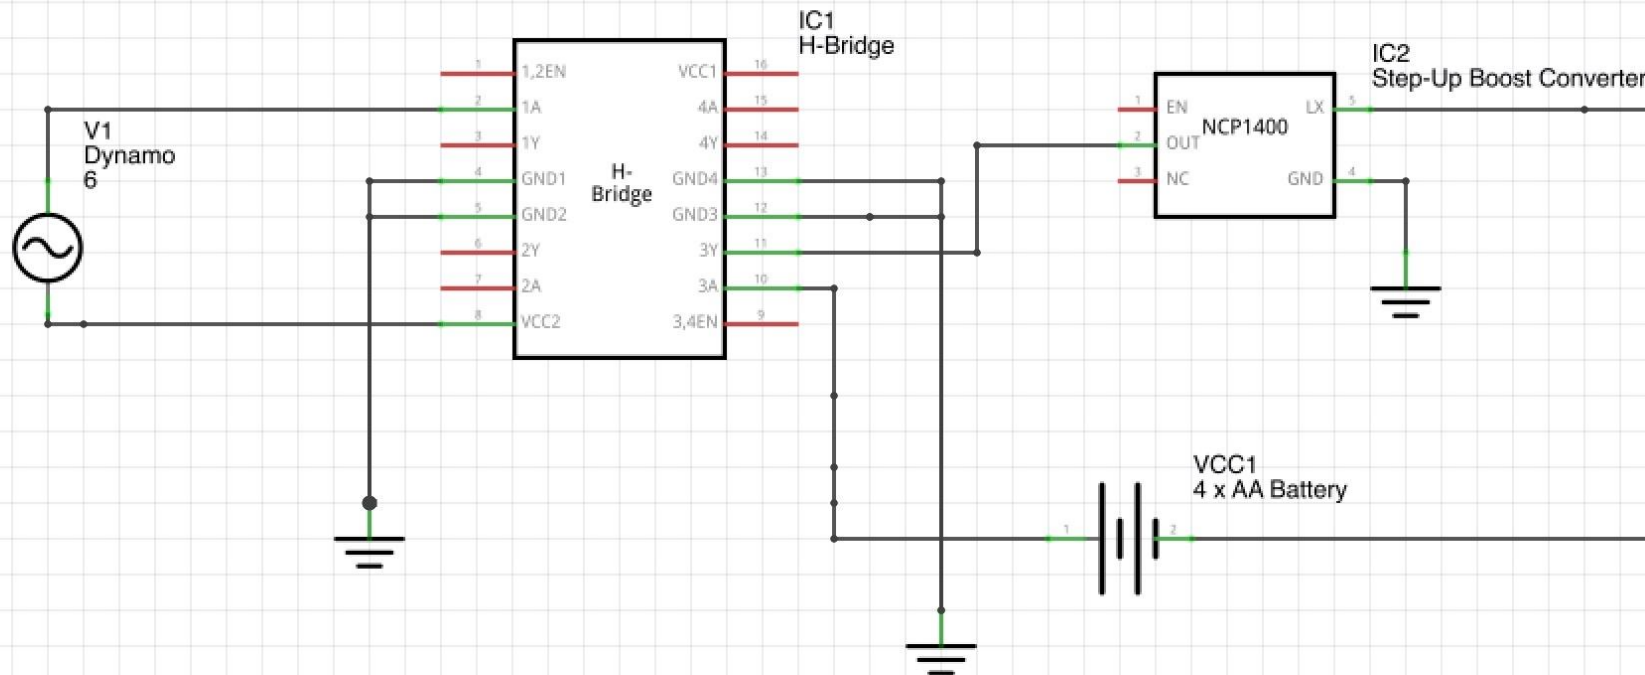 IC1
H-Bridge
IC2
Step-Up Boost Converter
V1
Dynamo
6
1 1,2EN VCC1 16
2 1A 4A 15
3 1Y 4Y 14
4 GND1 GND4 13
5 GND2 GND3 12
6 2Y 3Y 11
7 2A 3A 10
8 VCC2 3,4EN 9
H-
Bridge
1 EN LX 5
NCP1400
2 OUT
3 NC GND 4
VCC1
4 x AA Battery
1 2